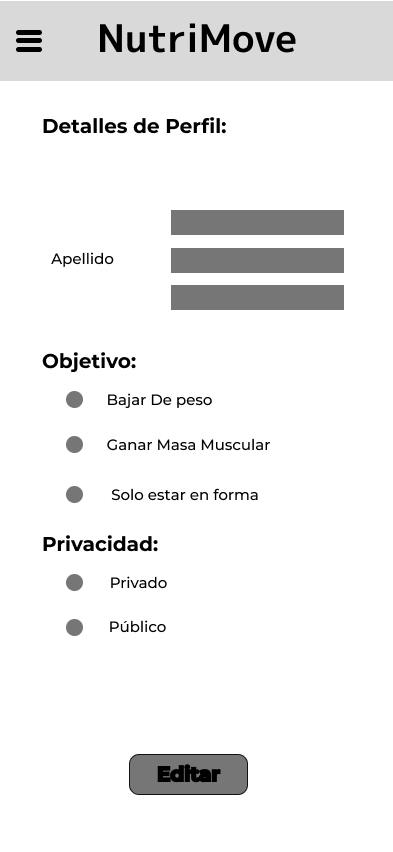 NutriMove
Detalles de Perfil:
Apellido
Objetivo:
Bajar De peso
Ganar Masa Muscular
Solo estar en forma
Privacidad:
Privado
Público
Editar